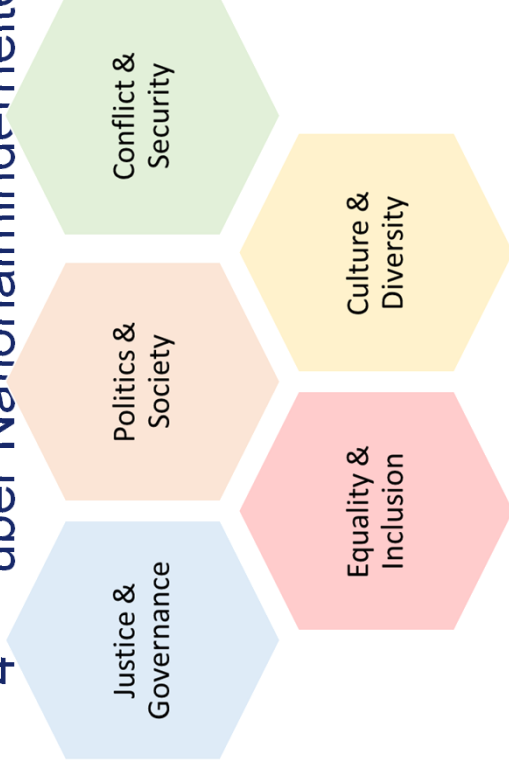 Justice &
Governance
Politics &
Society
Conflict &
Security
Equality &
Inclusion
Culture &
Diversity